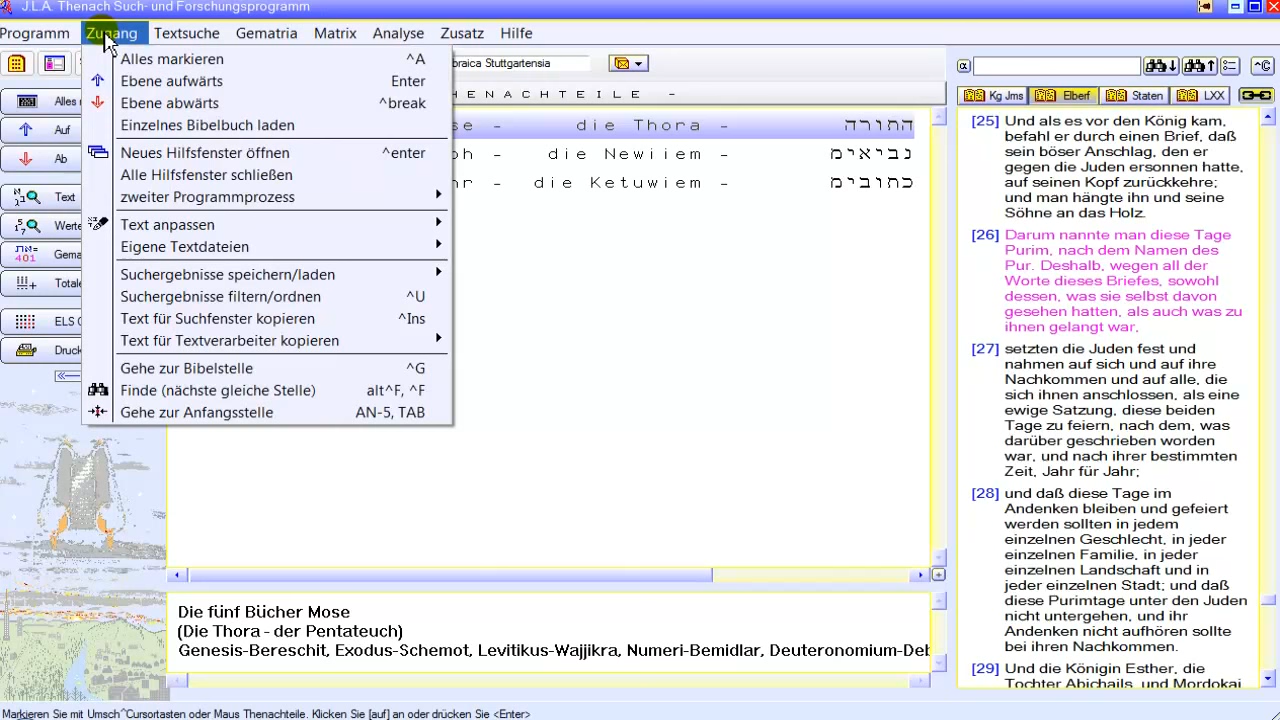 J.L.A. Thenach Such- und Forschungsprogramm
Programm Zugang Textsuche Gematria Matrix Analyse Zusatz Hilfe
Alles markieren ^A
Ebene aufwärts Enter
Ebene abwärts ^break
Einzelnes Bibelbuch laden
Neues Hilfsfenster öffnen ^enter
Alle Hilfsfenster schließen
zweiter Programmprozess
Text anpassen
Eigene Textdateien
Suchergebnisse speichern/laden
Suchergebnisse filtern/ordnen ^U
Text für Suchfenster kopieren ^Ins
Text für Textverarbeiter kopieren
Gehe zur Bibelstelle ^G
Finde (nächste gleiche Stelle) alt^F, ^F
Gehe zur Anfangsstelle AN-5, TAB
Alles
Auf
Ab
Text
Werte
Gema
401
Totale
ELS
Druck
braica Stuttgartensia
HENACHTEILE -
se - die Thora - התורה
die Newiiem - נביאים
die Ketuwiem - כתובים
Die fünf Bücher Mose
(Die Thora - der Pentateuch)
Genesis-Bereschit, Exodus-Schemot, Levitikus-Wajjikra, Numeri-Bemidlar, Deuteronomium-Deb
α ^C
Kg Jms Elberf Staten LXX
[25] Und als es vor den König kam,
befahl er durch einen Brief, daß
sein böser Anschlag, den er
gegen die Juden ersonnen hatte,
auf seinen Kopf zurückkehre;
und man hängte ihn und seine
Söhne an das Holz.
[26] Darum nannte man diese Tage
Purim, nach dem Namen des
Pur. Deshalb, wegen all der
Worte dieses Briefes, sowohl
dessen, was sie selbst davon
gesehen hatten, als auch was zu
ihnen gelangt war,
[27] setzten die Juden fest und
nahmen auf sich und auf ihre
Nachkommen und auf alle, die
sich ihnen anschlossen, als eine
ewige Satzung, diese beiden
Tage zu feiern, nach dem, was
darüber geschrieben worden
war, und nach ihrer bestimmten
Zeit, Jahr für Jahr;
[28] und daß diese Tage im
Andenken bleiben und gefeiert
werden sollten in jedem
einzelnen Geschlecht, in jeder
einzelnen Familie, in jeder
einzelnen Landschaft und in
jeder einzelnen Stadt; und daß
diese Purimtage unter den Juden
nicht untergehen, und ihr
Andenken nicht aufhören sollte
bei ihren Nachkommen.
[29] Und die Königin Esther, die
Tochter Abichails, und Mordokai
Markieren Sie mit Umsch^Cursortasten oder Maus Thenachteile. Klicken Sie [auf] an oder drücken Sie <Enter>